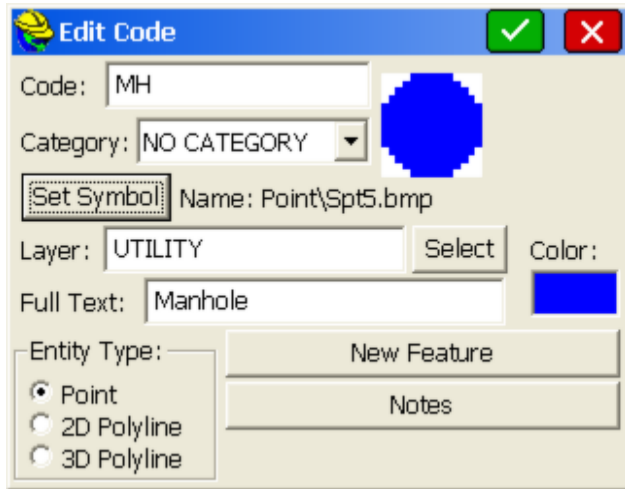 Edit Code
Code: MH
Category: NO CATEGORY
Set Symbol Name: Point\Spt5.bmp
Layer: UTILITY Select Color:
Full Text: Manhole
Entity Type: New Feature
Point Notes
2D Polyline
3D Polyline